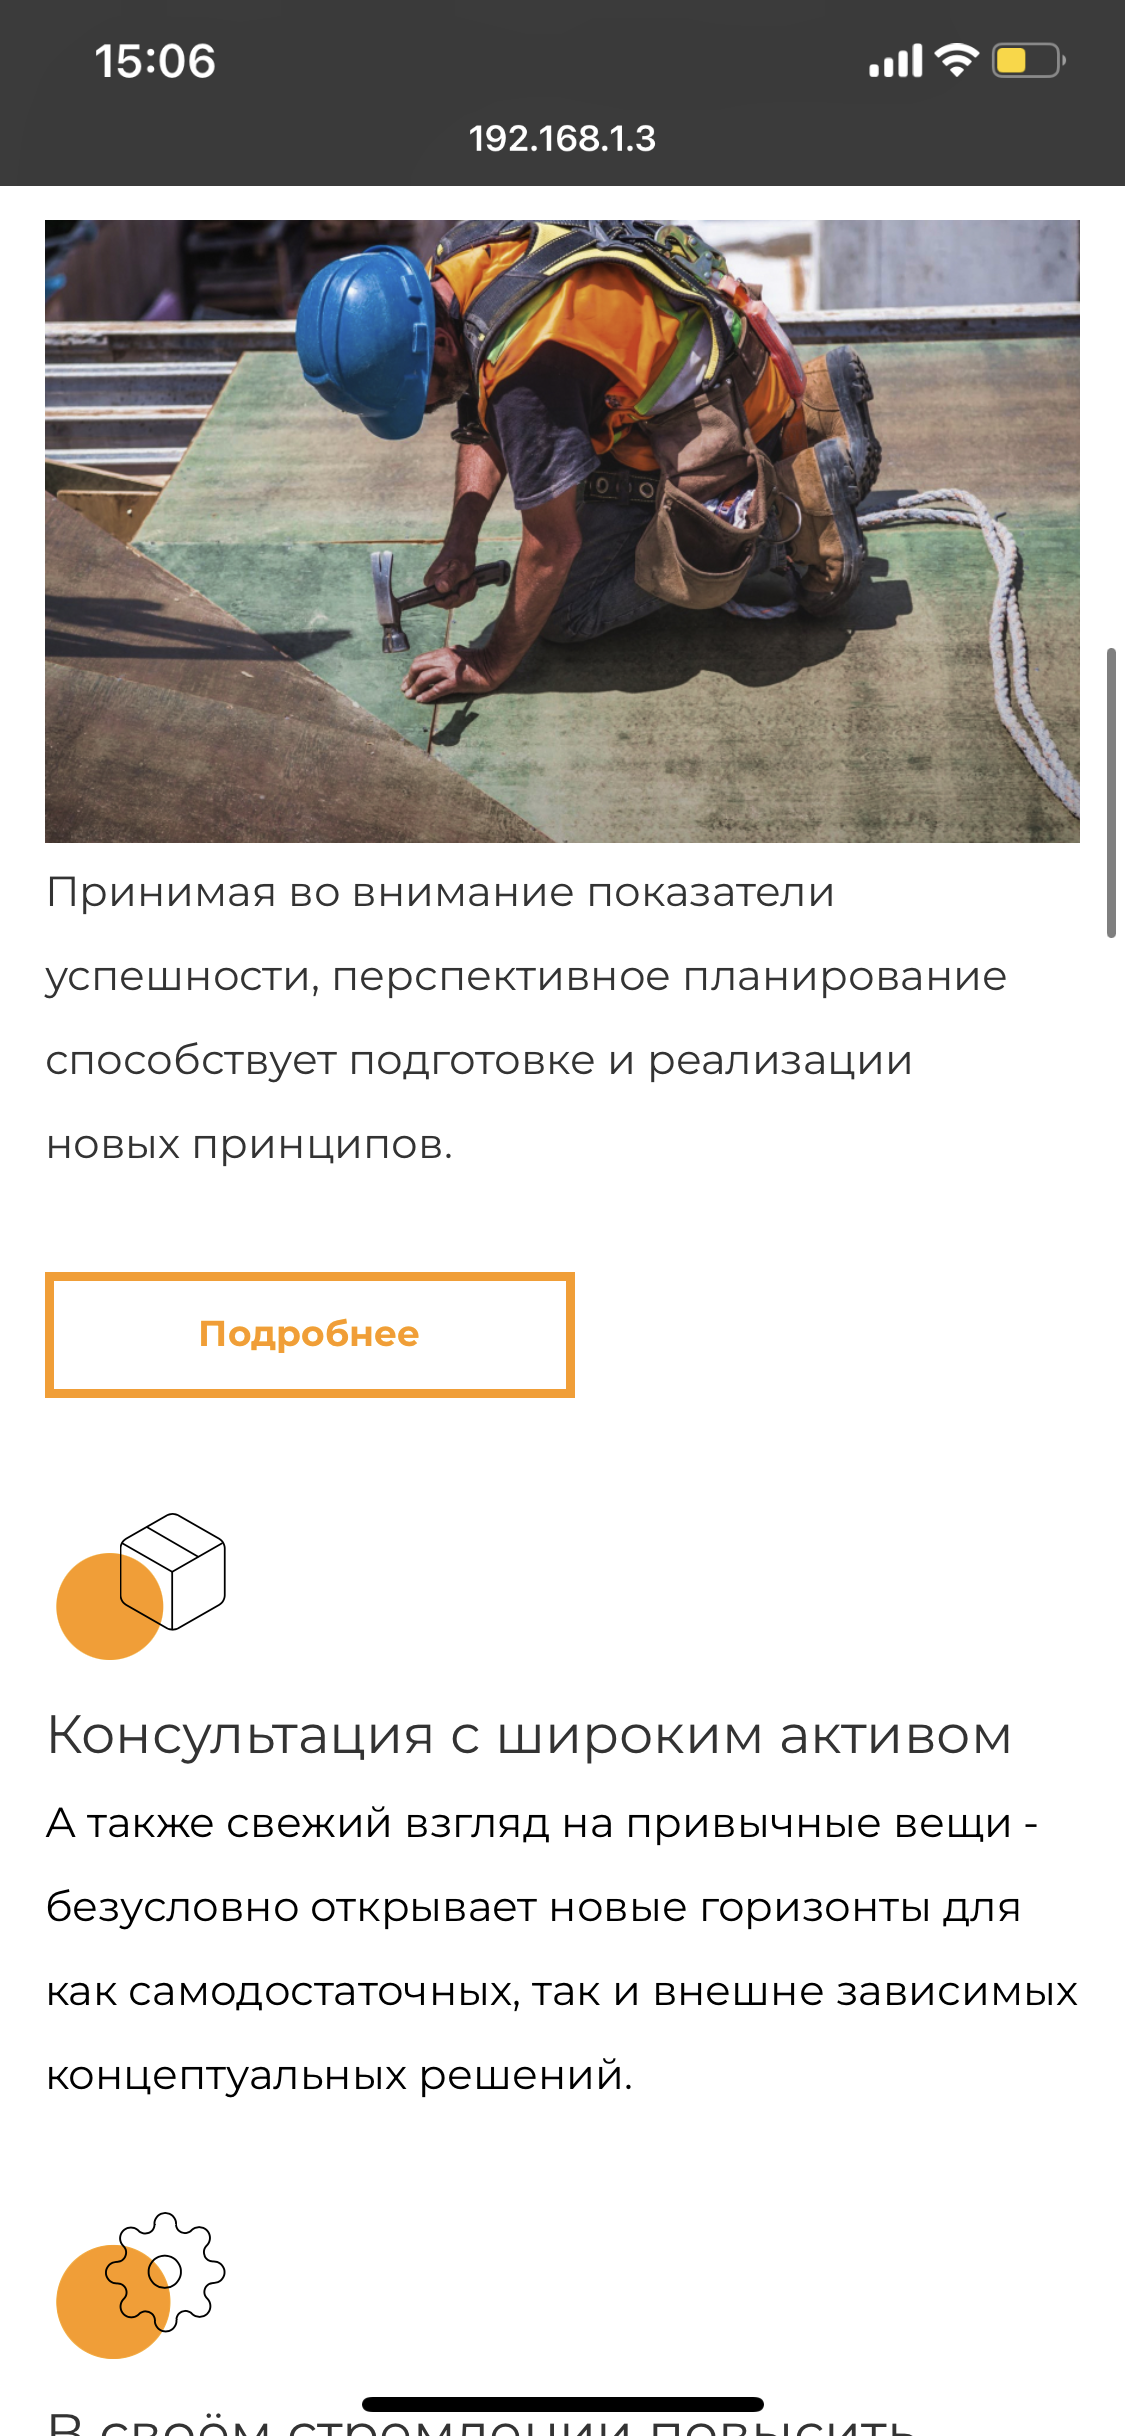 15:06
192.168.1.3
Принимая во внимание показатели
успешности, перспективное планирование
способствует подготовке и реализации
новых принципов.
Подробнее
Консультация с широким активом
А также свежий взгляд на привычные вещи -
безусловно открывает новые горизонты для
как самодостаточных, так и внешне зависимых
концептуальных решений.
В своём стремлении повысить